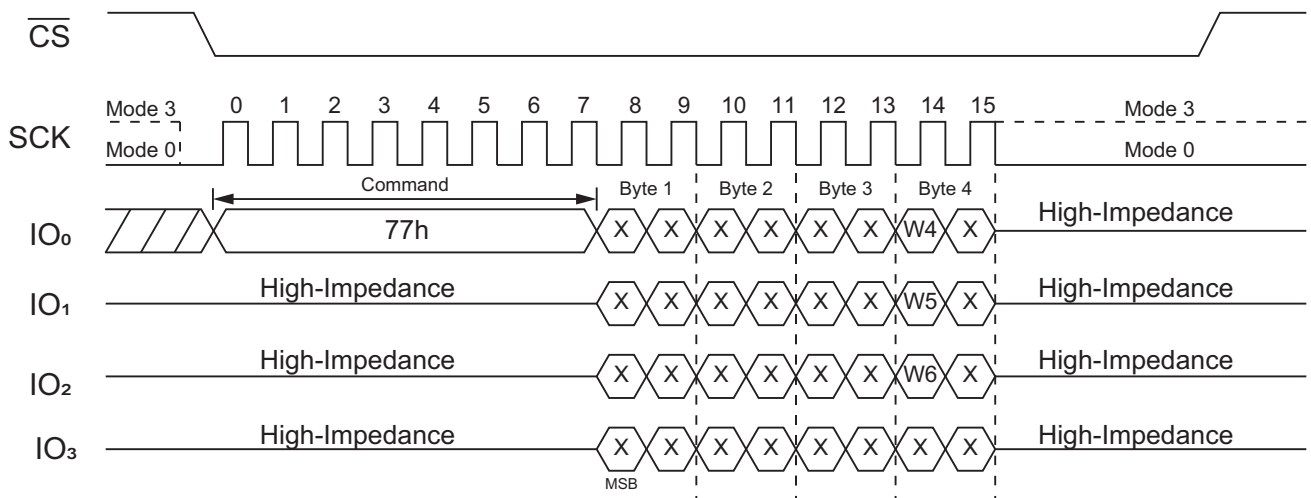 CS
0 1 2 3 4 5 6 7 8 9 10 11 12 13 14 15
Mode 3
Mode 3
SCK
Mode 0
Mode 0
Command
Byte 1 Byte 2 Byte 3 Byte 4
IO₀
77h
X X X X X X W4 X
High-Impedance
IO₁
High-Impedance
X X X X X X W5 X
High-Impedance
IO₂
High-Impedance
X X X X X X W6 X
High-Impedance
IO₃
High-Impedance
X X X X X X X X
High-Impedance
MSB